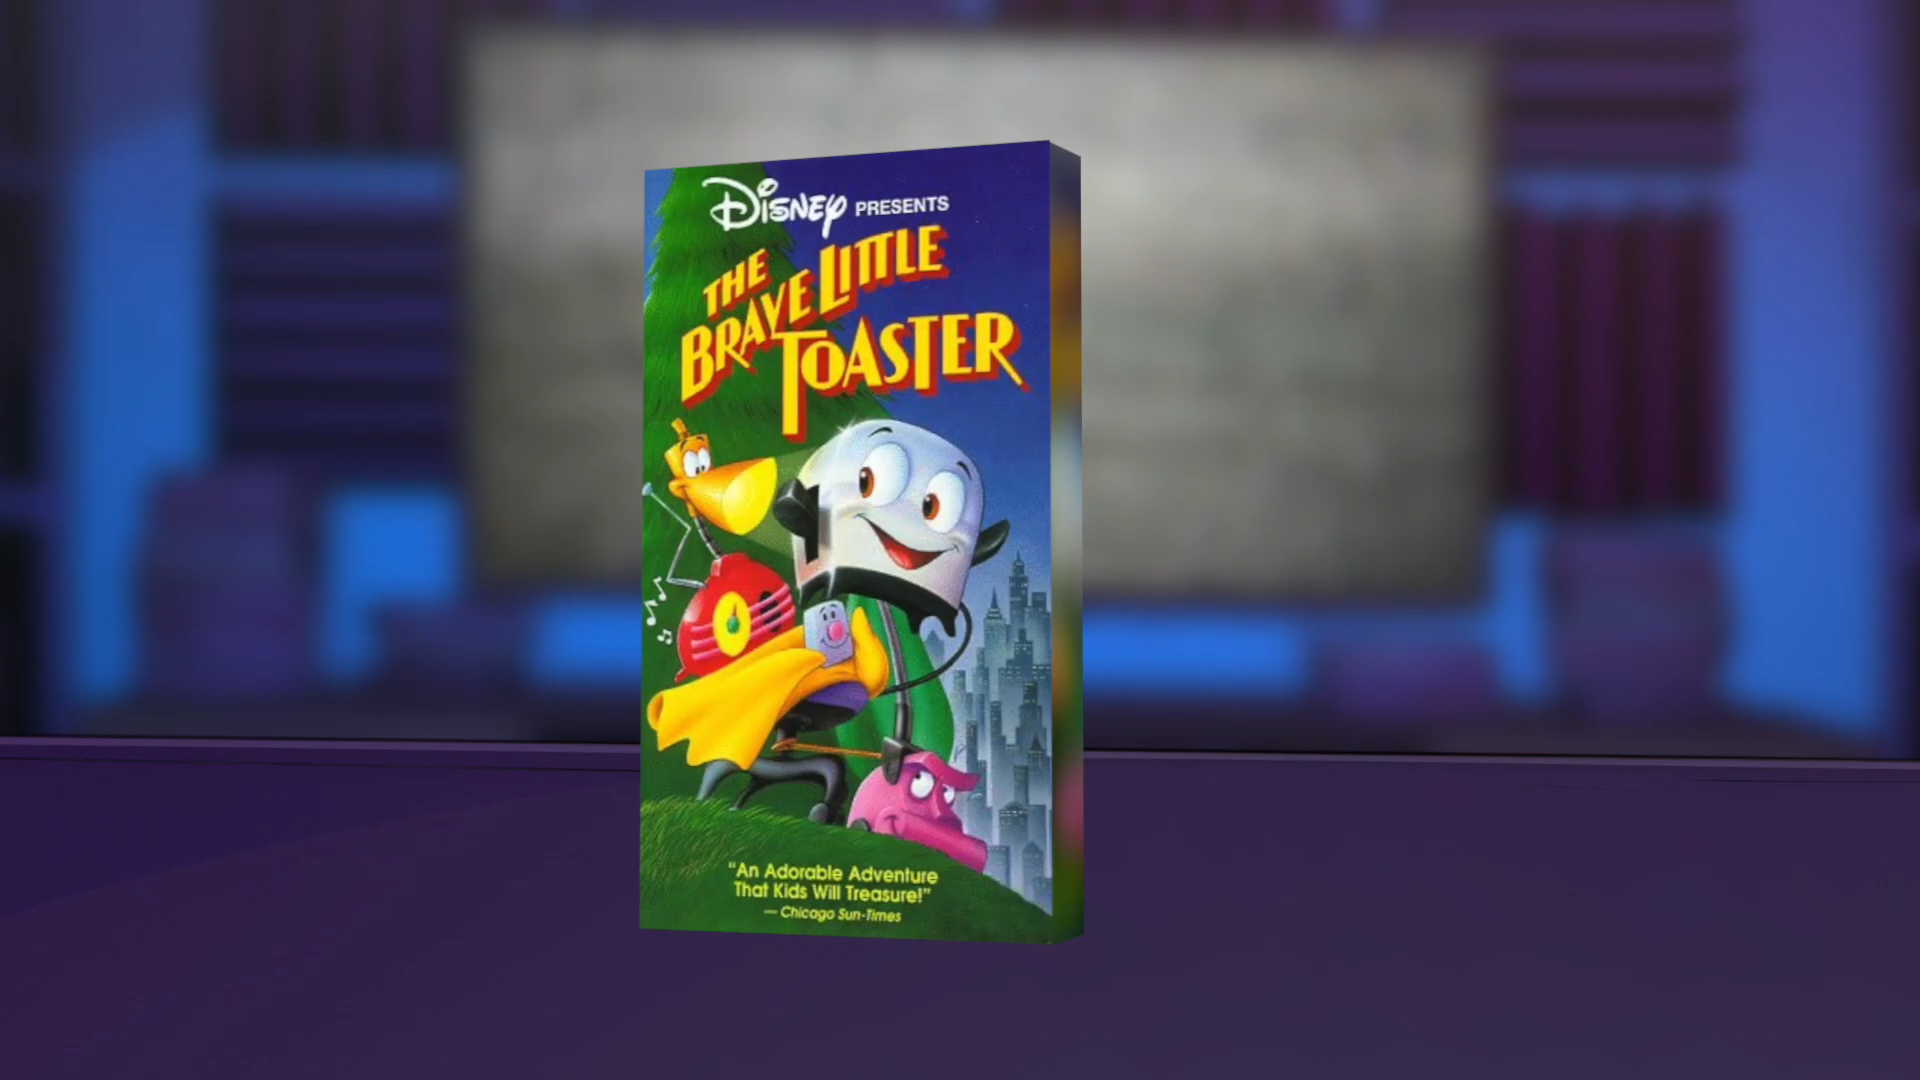 Disney PRESENTS
THE
BRAVE LITTLE
TOASTER
“An Adorable Adventure
That Kids Will Treasure!”
— Chicago Sun-Times